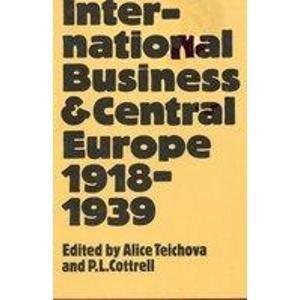 Inter-
national
Business
& Central
Europe
1918-
1939
Edited by Alice Teichova
and P.L.Cottrell